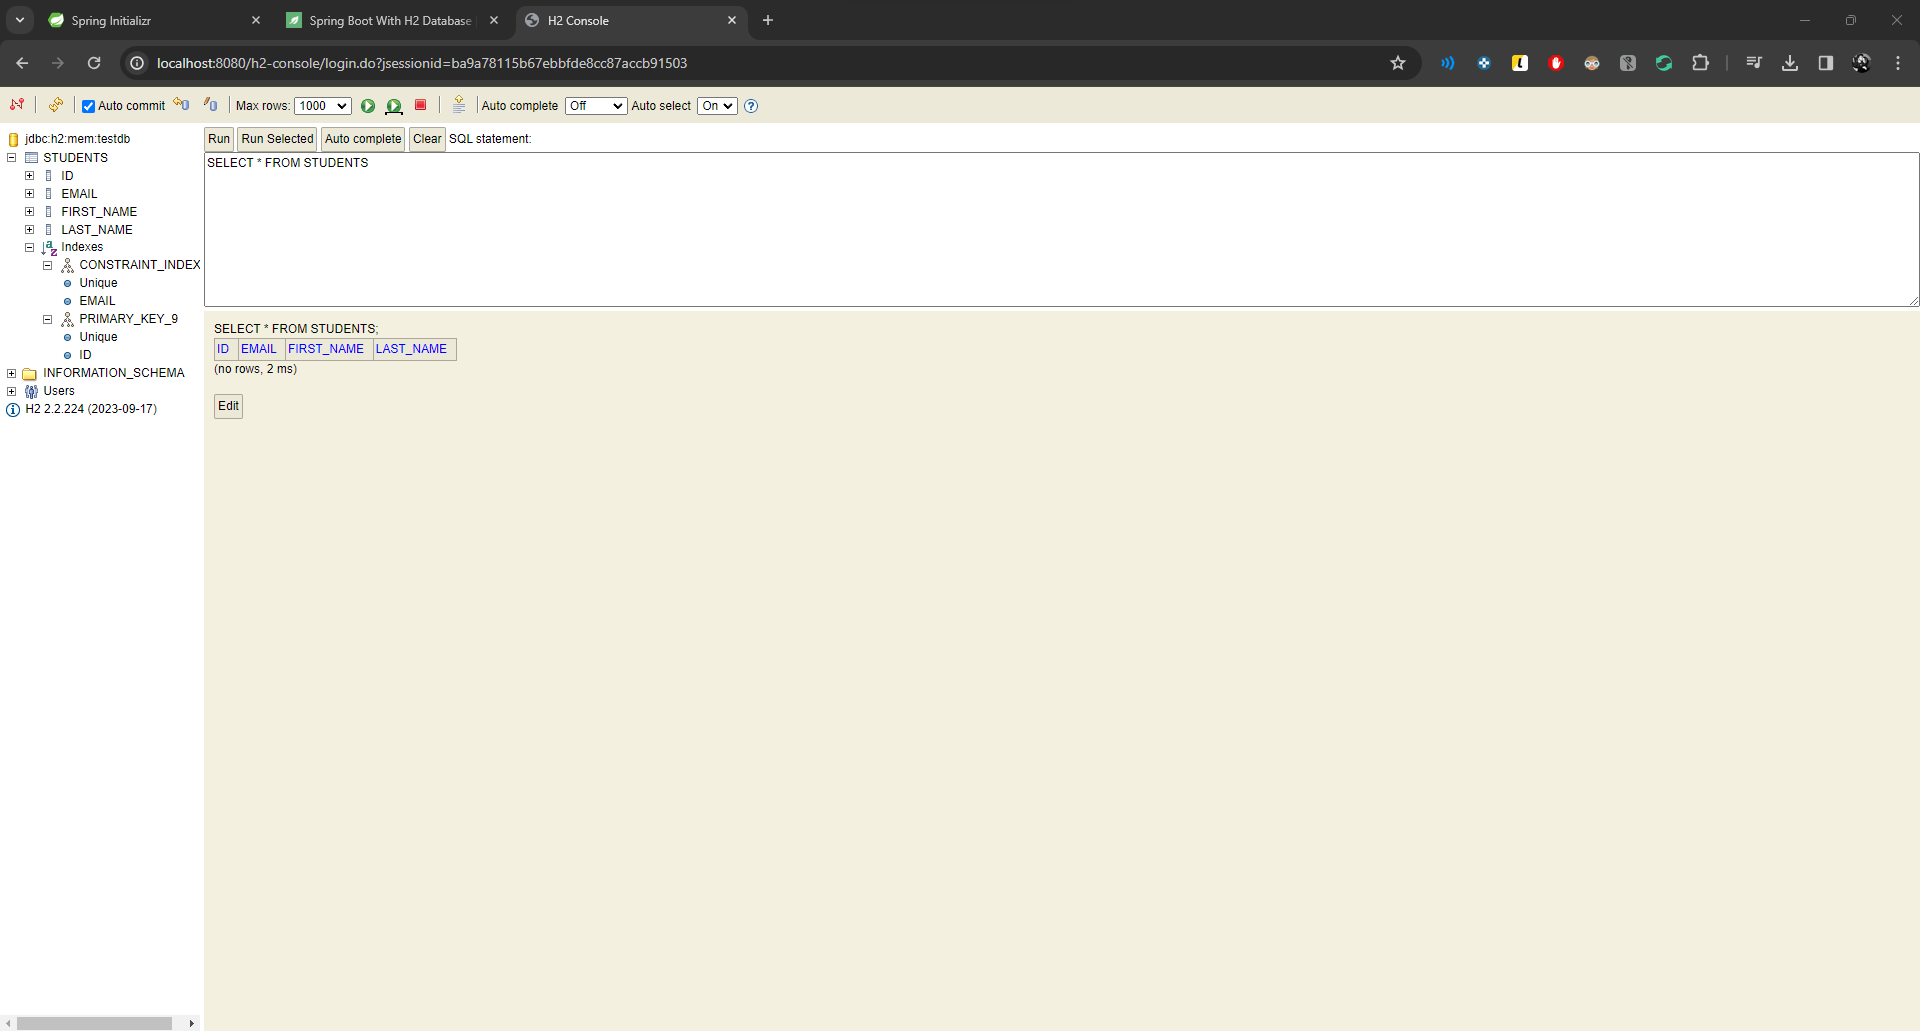 Spring Initializr
Spring Boot With H2 Database
H2 Console
localhost:8080/h2-console/login.do?jsessionid=ba9a78115b67ebbfde8cc87accb91503
Auto commit
Max rows: 1000
Auto complete Off
Auto select On
jdbc:h2:mem:testdb
STUDENTS
ID
EMAIL
FIRST_NAME
LAST_NAME
Indexes
CONSTRAINT_INDEX
Unique
EMAIL
PRIMARY_KEY_9
Unique
ID
INFORMATION_SCHEMA
Users
H2 2.2.224 (2023-09-17)
Run Run Selected Auto complete Clear SQL statement:
SELECT * FROM STUDENTS
SELECT * FROM STUDENTS;
ID EMAIL FIRST_NAME LAST_NAME
(no rows, 2 ms)
Edit